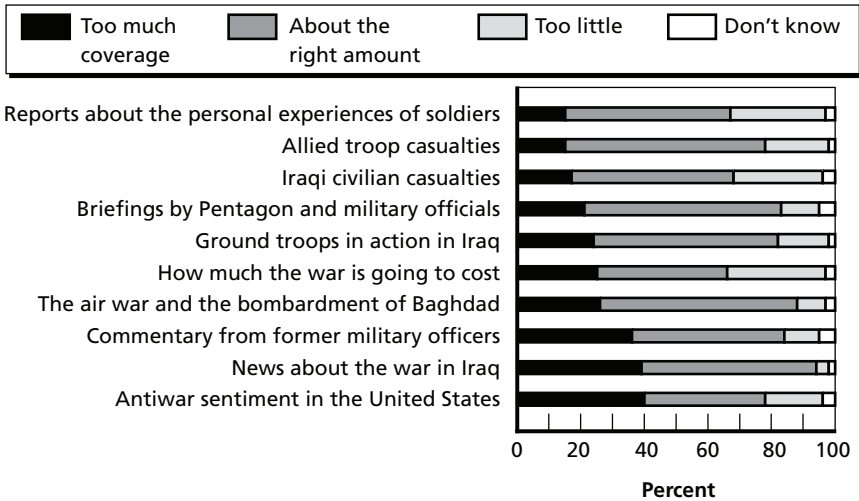 Too much coverage
About the right amount
Too little
Don't know
Reports about the personal experiences of soldiers
Allied troop casualties
Iraqi civilian casualties
Briefings by Pentagon and military officials
Ground troops in action in Iraq
How much the war is going to cost
The air war and the bombardment of Baghdad
Commentary from former military officers
News about the war in Iraq
Antiwar sentiment in the United States
0 20 40 60 80 100
Percent